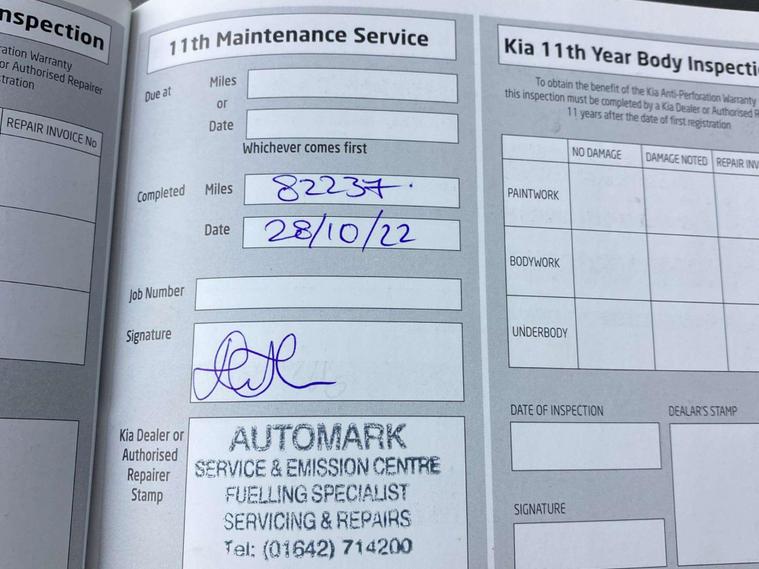 nspection
ration Warranty
or Authorised Repairer
stration
REPAIR INVOICE No
11th Maintenance Service
Due at
Miles
or
Date
Whichever comes first
Completed
Miles
82237.
Date
28/10/22
Job Number
Signature
Kia Dealer or
Authorised
Repairer
Stamp
AUTOMARK
SERVICE & EMISSION CENTRE
FUELLING SPECIALIST
SERVICING & REPAIRS
Tel: (01642) 714200
Kia 11th Year Body Inspecti
To obtain the benefit of the Kia Anti-Perforation Warranty
this inspection must be completed by a Kia Dealer or Authorised R
11 years after the date of first registration
NO DAMAGE
DAMAGE NOTED
REPAIR INV
PAINTWORK
BODYWORK
UNDERBODY
DATE OF INSPECTION
DEALAR'S STAMP
SIGNATURE